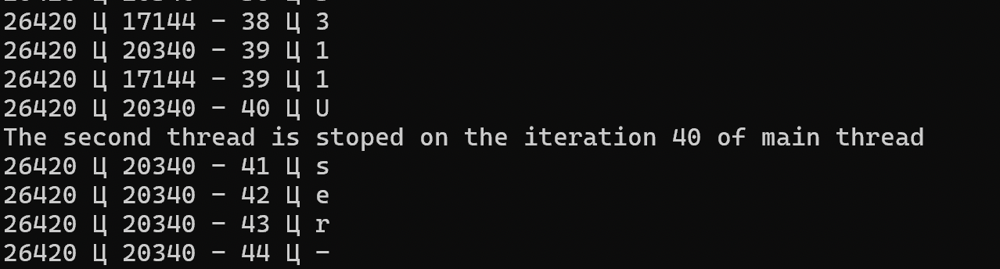 26420 Ц 17144 - 38 Ц 3
26420 Ц 20340 - 39 Ц 1
26420 Ц 17144 - 39 Ц 1
26420 Ц 20340 - 40 Ц U
The second thread is stoped on the iteration 40 of main thread
26420 Ц 20340 - 41 Ц s
26420 Ц 20340 - 42 Ц e
26420 Ц 20340 - 43 Ц r
26420 Ц 20340 - 44 Ц -